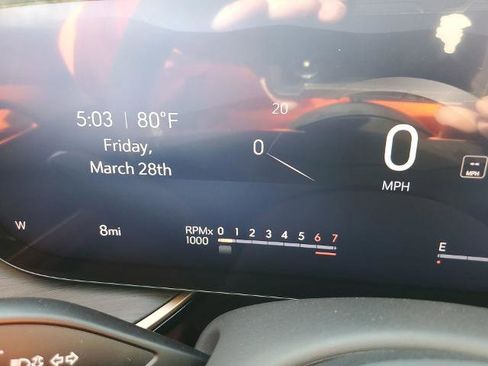 20
5:03 | 80°F
0
0
Friday,
March 28th
MPH
-- MPH
W
8mi
RPMx 1000
0 1 2 3 4 5 6 7
E